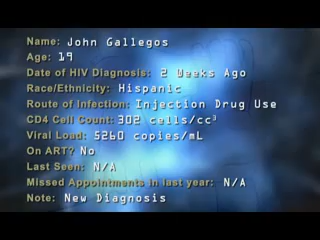 Name: John Gallegos
Age: 19
Date of HIV Diagnosis: 2 Weeks Ago
Race/Ethnicity: Hispanic
Route of Infection: Injection Drug Use
CD4 Cell Count: 302 cells/cc³
Viral Load: 5260 copies/mL
On ART? No
Last Seen: N/A
Missed Appointments in last year: N/A
Note: New Diagnosis